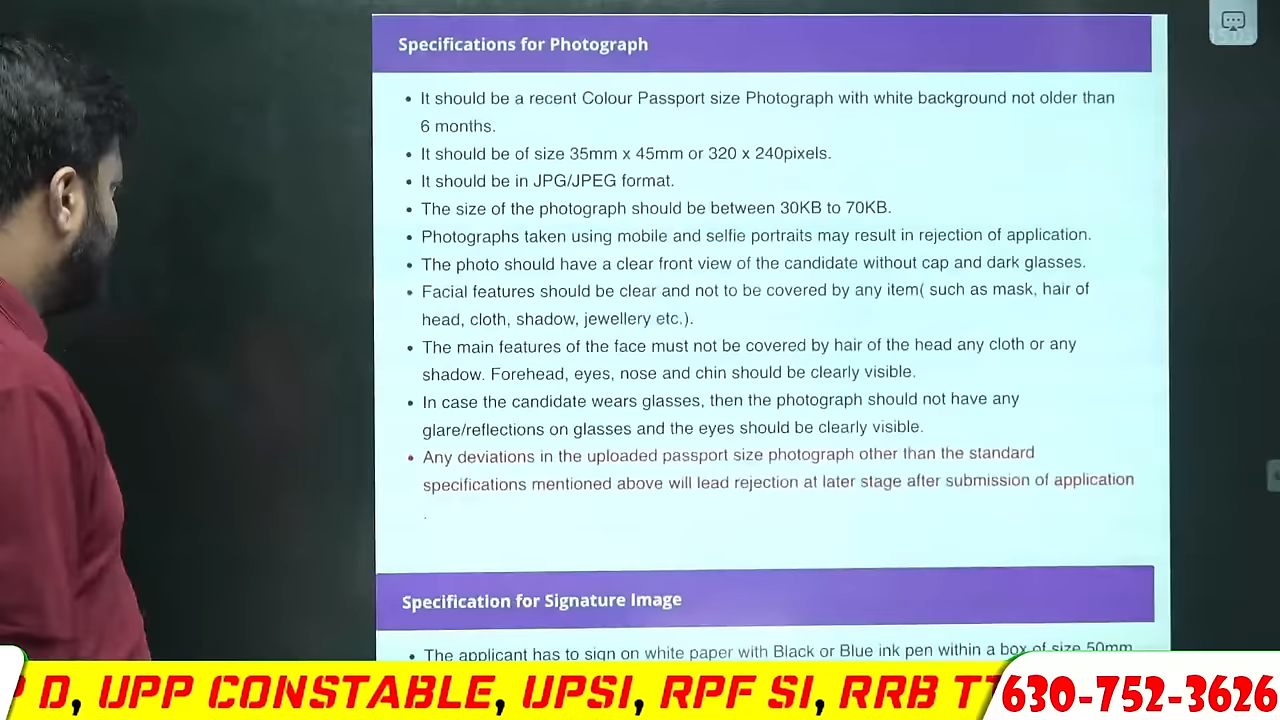 Specifications for Photograph
• It should be a recent Colour Passport size Photograph with white background not older than
6 months.
• It should be of size 35mm x 45mm or 320 x 240pixels.
• It should be in JPG/JPEG format.
• The size of the photograph should be between 30KB to 70KB.
• Photographs taken using mobile and selfie portraits may result in rejection of application.
• The photo should have a clear front view of the candidate without cap and dark glasses.
• Facial features should be clear and not to be covered by any item( such as mask, hair of
head, cloth, shadow, jewellery etc.).
• The main features of the face must not be covered by hair of the head any cloth or any
shadow. Forehead, eyes, nose and chin should be clearly visible.
• In case the candidate wears glasses, then the photograph should not have any
glare/reflections on glasses and the eyes should be clearly visible.
• Any deviations in the uploaded passport size photograph other than the standard
specifications mentioned above will lead rejection at later stage after submission of application
.
Specification for Signature Image
• The applicant has to sign on white paper with Black or Blue ink pen within a box of size 50mm
D, UPP CONSTABLE, UPSI, RPF SI, RRB
630-752-3626